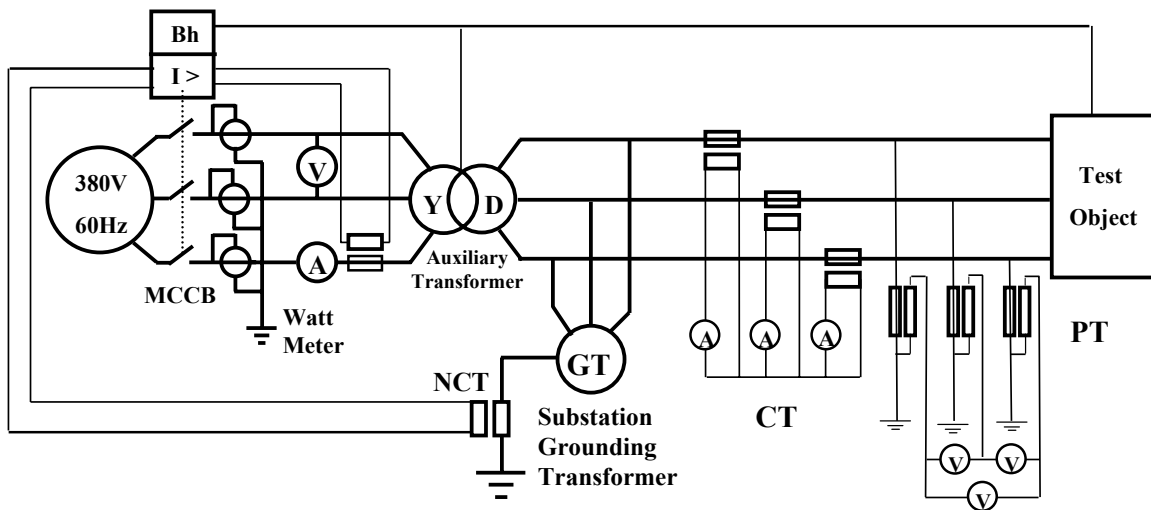 Bh
I >
380V
60Hz
MCCB
Watt
Meter
V
A
Y
D
Auxiliary
Transformer
GT
NCT
Substation
Grounding
Transformer
A
A
A
CT
Test
Object
PT
V
V
V